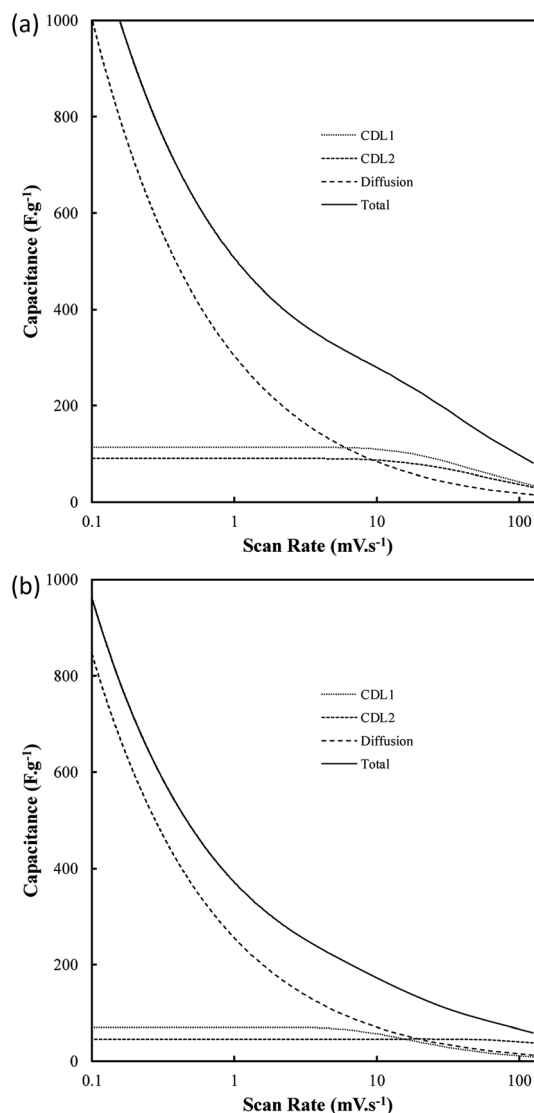 (a)
1000
800
600
400
200
0
Capacitance (F.g⁻¹)
CDL1
CDL2
Diffusion
Total
0.1 1 10 100
Scan Rate (mV.s⁻¹)
(b)
1000
800
600
400
200
0
Capacitance (F.g⁻¹)
CDL1
CDL2
Diffusion
Total
0.1 1 10 100
Scan Rate (mV.s⁻¹)